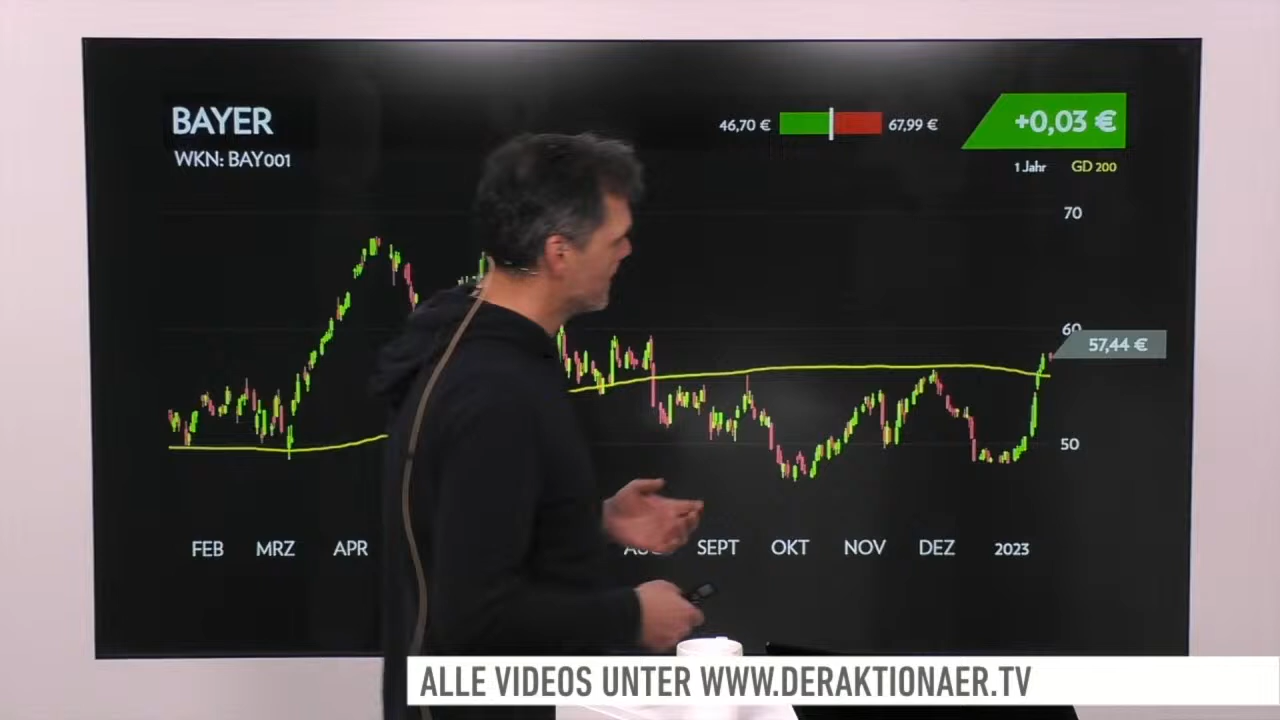 BAYER
WKN: BAY001
46,70 €
67,99 €
+0,03 €
1 Jahr
GD 200
70
60
57,44 €
50
FEB MRZ APR SEPT OKT NOV DEZ 2023
ALLE VIDEOS UNTER WWW.DERAKTIONAER.TV